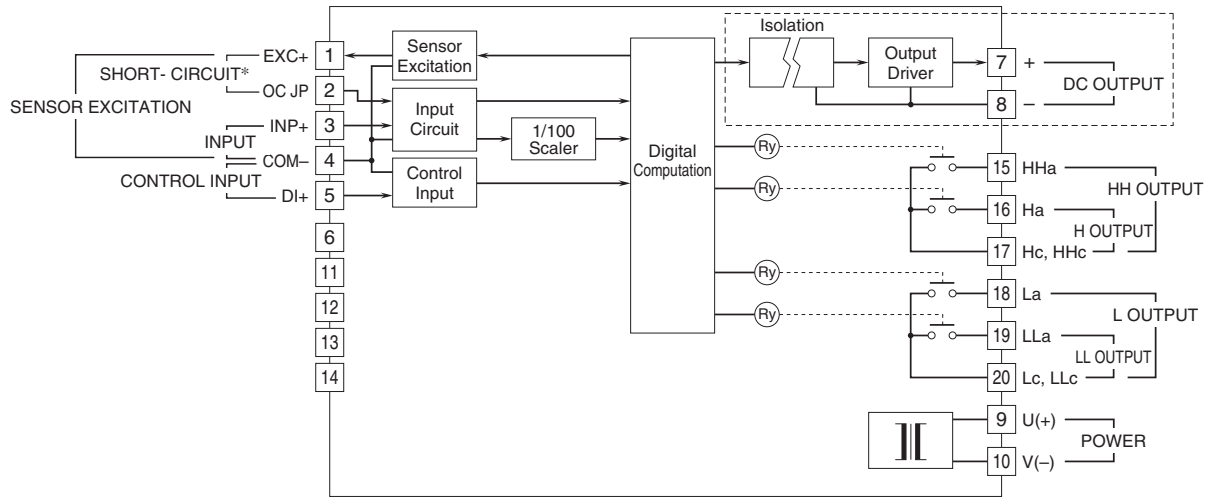 SENSOR EXCITATION
SHORT- CIRCUIT*
INPUT
CONTROL INPUT
EXC+
OC JP
INP+
COM–
DI+
1
2
3
4
5
6
11
12
13
14
Sensor
Excitation
Input
Circuit
1/100
Scaler
Control
Input
Digital
Computation
Isolation
Output
Driver
Ry
Ry
Ry
Ry
7 +
8 –
DC OUTPUT
15 HHa
16 Ha
17 Hc, HHc
HH OUTPUT
H OUTPUT
18 La
19 LLa
20 Lc, LLc
L OUTPUT
LL OUTPUT
9 U(+)
10 V(–)
POWER